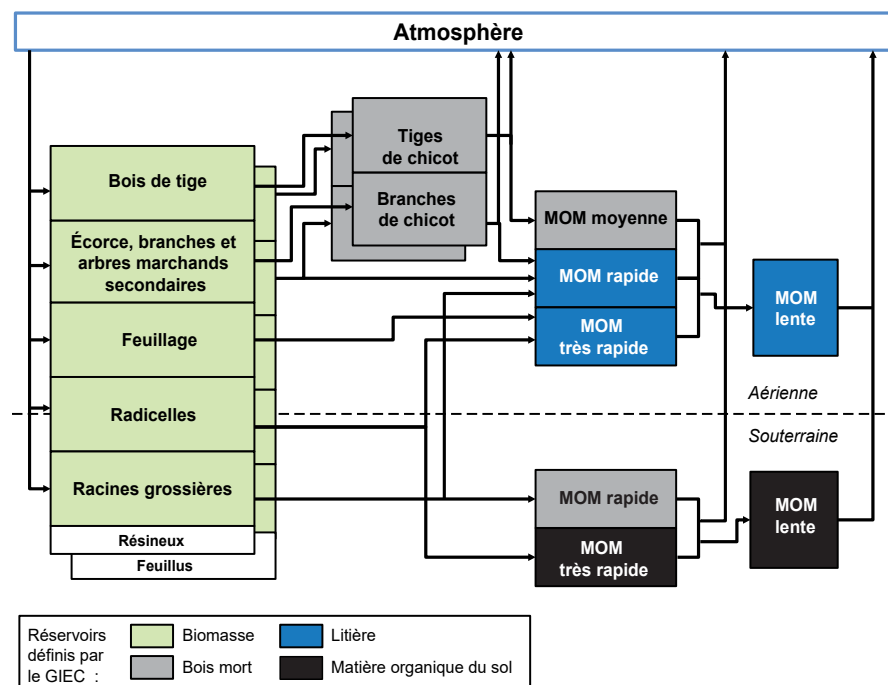 Atmosphère
Tiges
de chicot
Branches
de chicot
Bois de tige
Écorce, branches et
arbres marchands
secondaires
Feuillage
Radicelles
Racines grossières
Résineux
Feuillus
MOM moyenne
MOM rapide
MOM
très rapide
MOM
lente
Aérienne
Souterraine
MOM rapide
MOM
très rapide
MOM
lente
Réservoirs
définis par
le GIEC :
Biomasse
Bois mort
Litière
Matière organique du sol